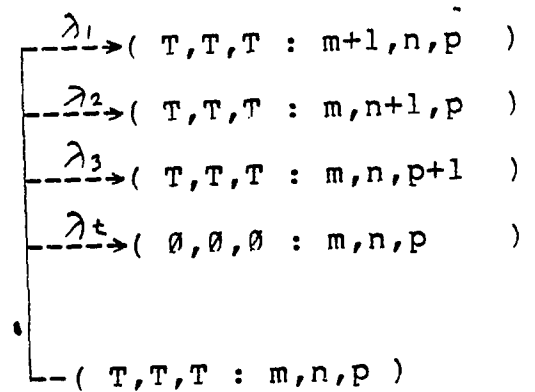 λ1 ( T,T,T : m+1,n,p )
λ2 ( T,T,T : m,n+1,p )
λ3 ( T,T,T : m,n,p+1 )
λt ( ø,ø,ø : m,n,p )
( T,T,T : m,n,p )